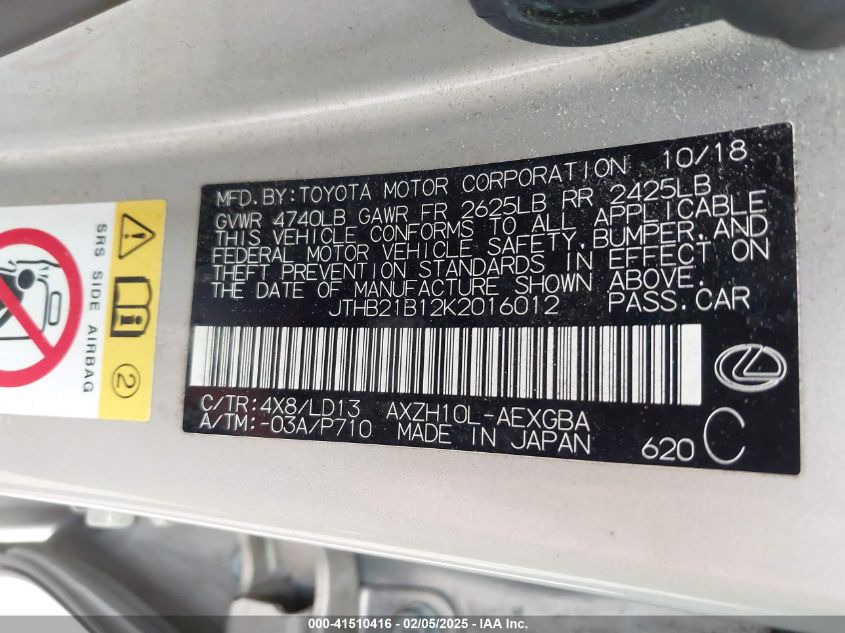 MFD.BY:TOYOTA MOTOR CORPORATION 10/18
GVWR 4740LB GAWR FR 2625LB RR 2425LB
THIS VEHICLE CONFORMS TO ALL APPLICABLE
FEDERAL MOTOR VEHICLE SAFETY,BUMPER,AND
THEFT PREVENTION STANDARDS IN EFFECT ON
THE DATE OF MANUFACTURE SHOWN ABOVE.
JTHB21B12K2016012 PASS.CAR
C/TR:4X8/LD13 AXZH10L-AEXGBA
A/TM:-03A/P710 MADE IN JAPAN 620 C
SRS SIDE AIRBAG
2
000-41510416 - 02/05/2025 - IAA Inc.